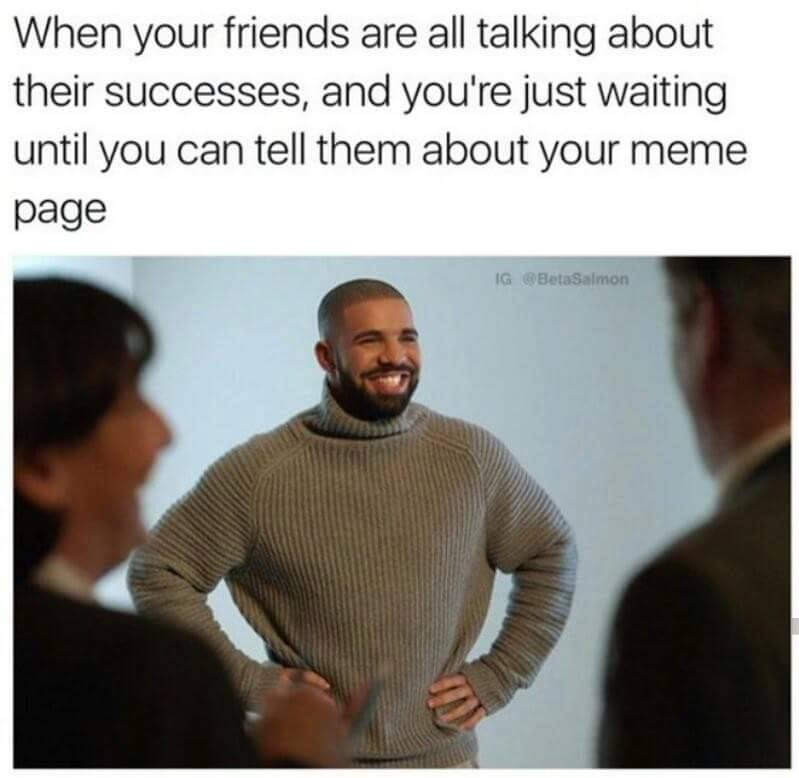 When your friends are all talking about
their successes, and you're just waiting
until you can tell them about your meme
page
IG @BetaSalmon